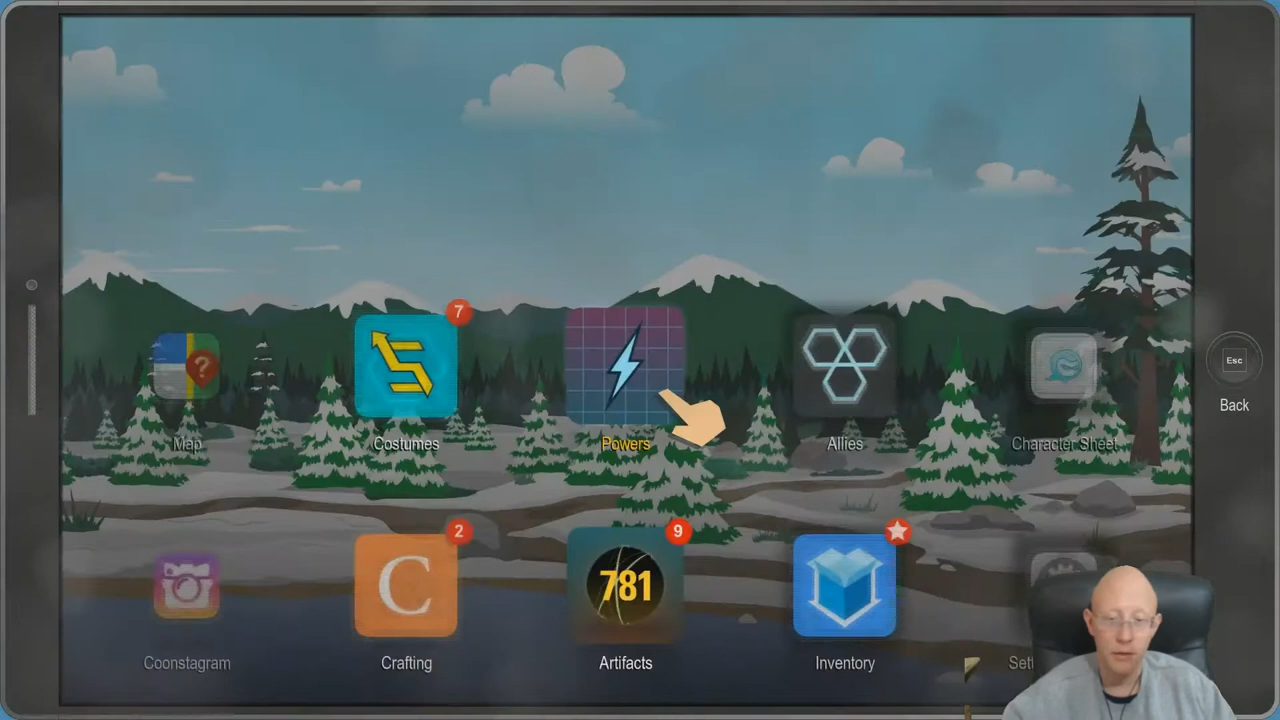 7
Map
Costumes
Powers
Allies
Character Sheet
Esc
Back
2
9
C
781
Coonstagram
Crafting
Artifacts
Inventory